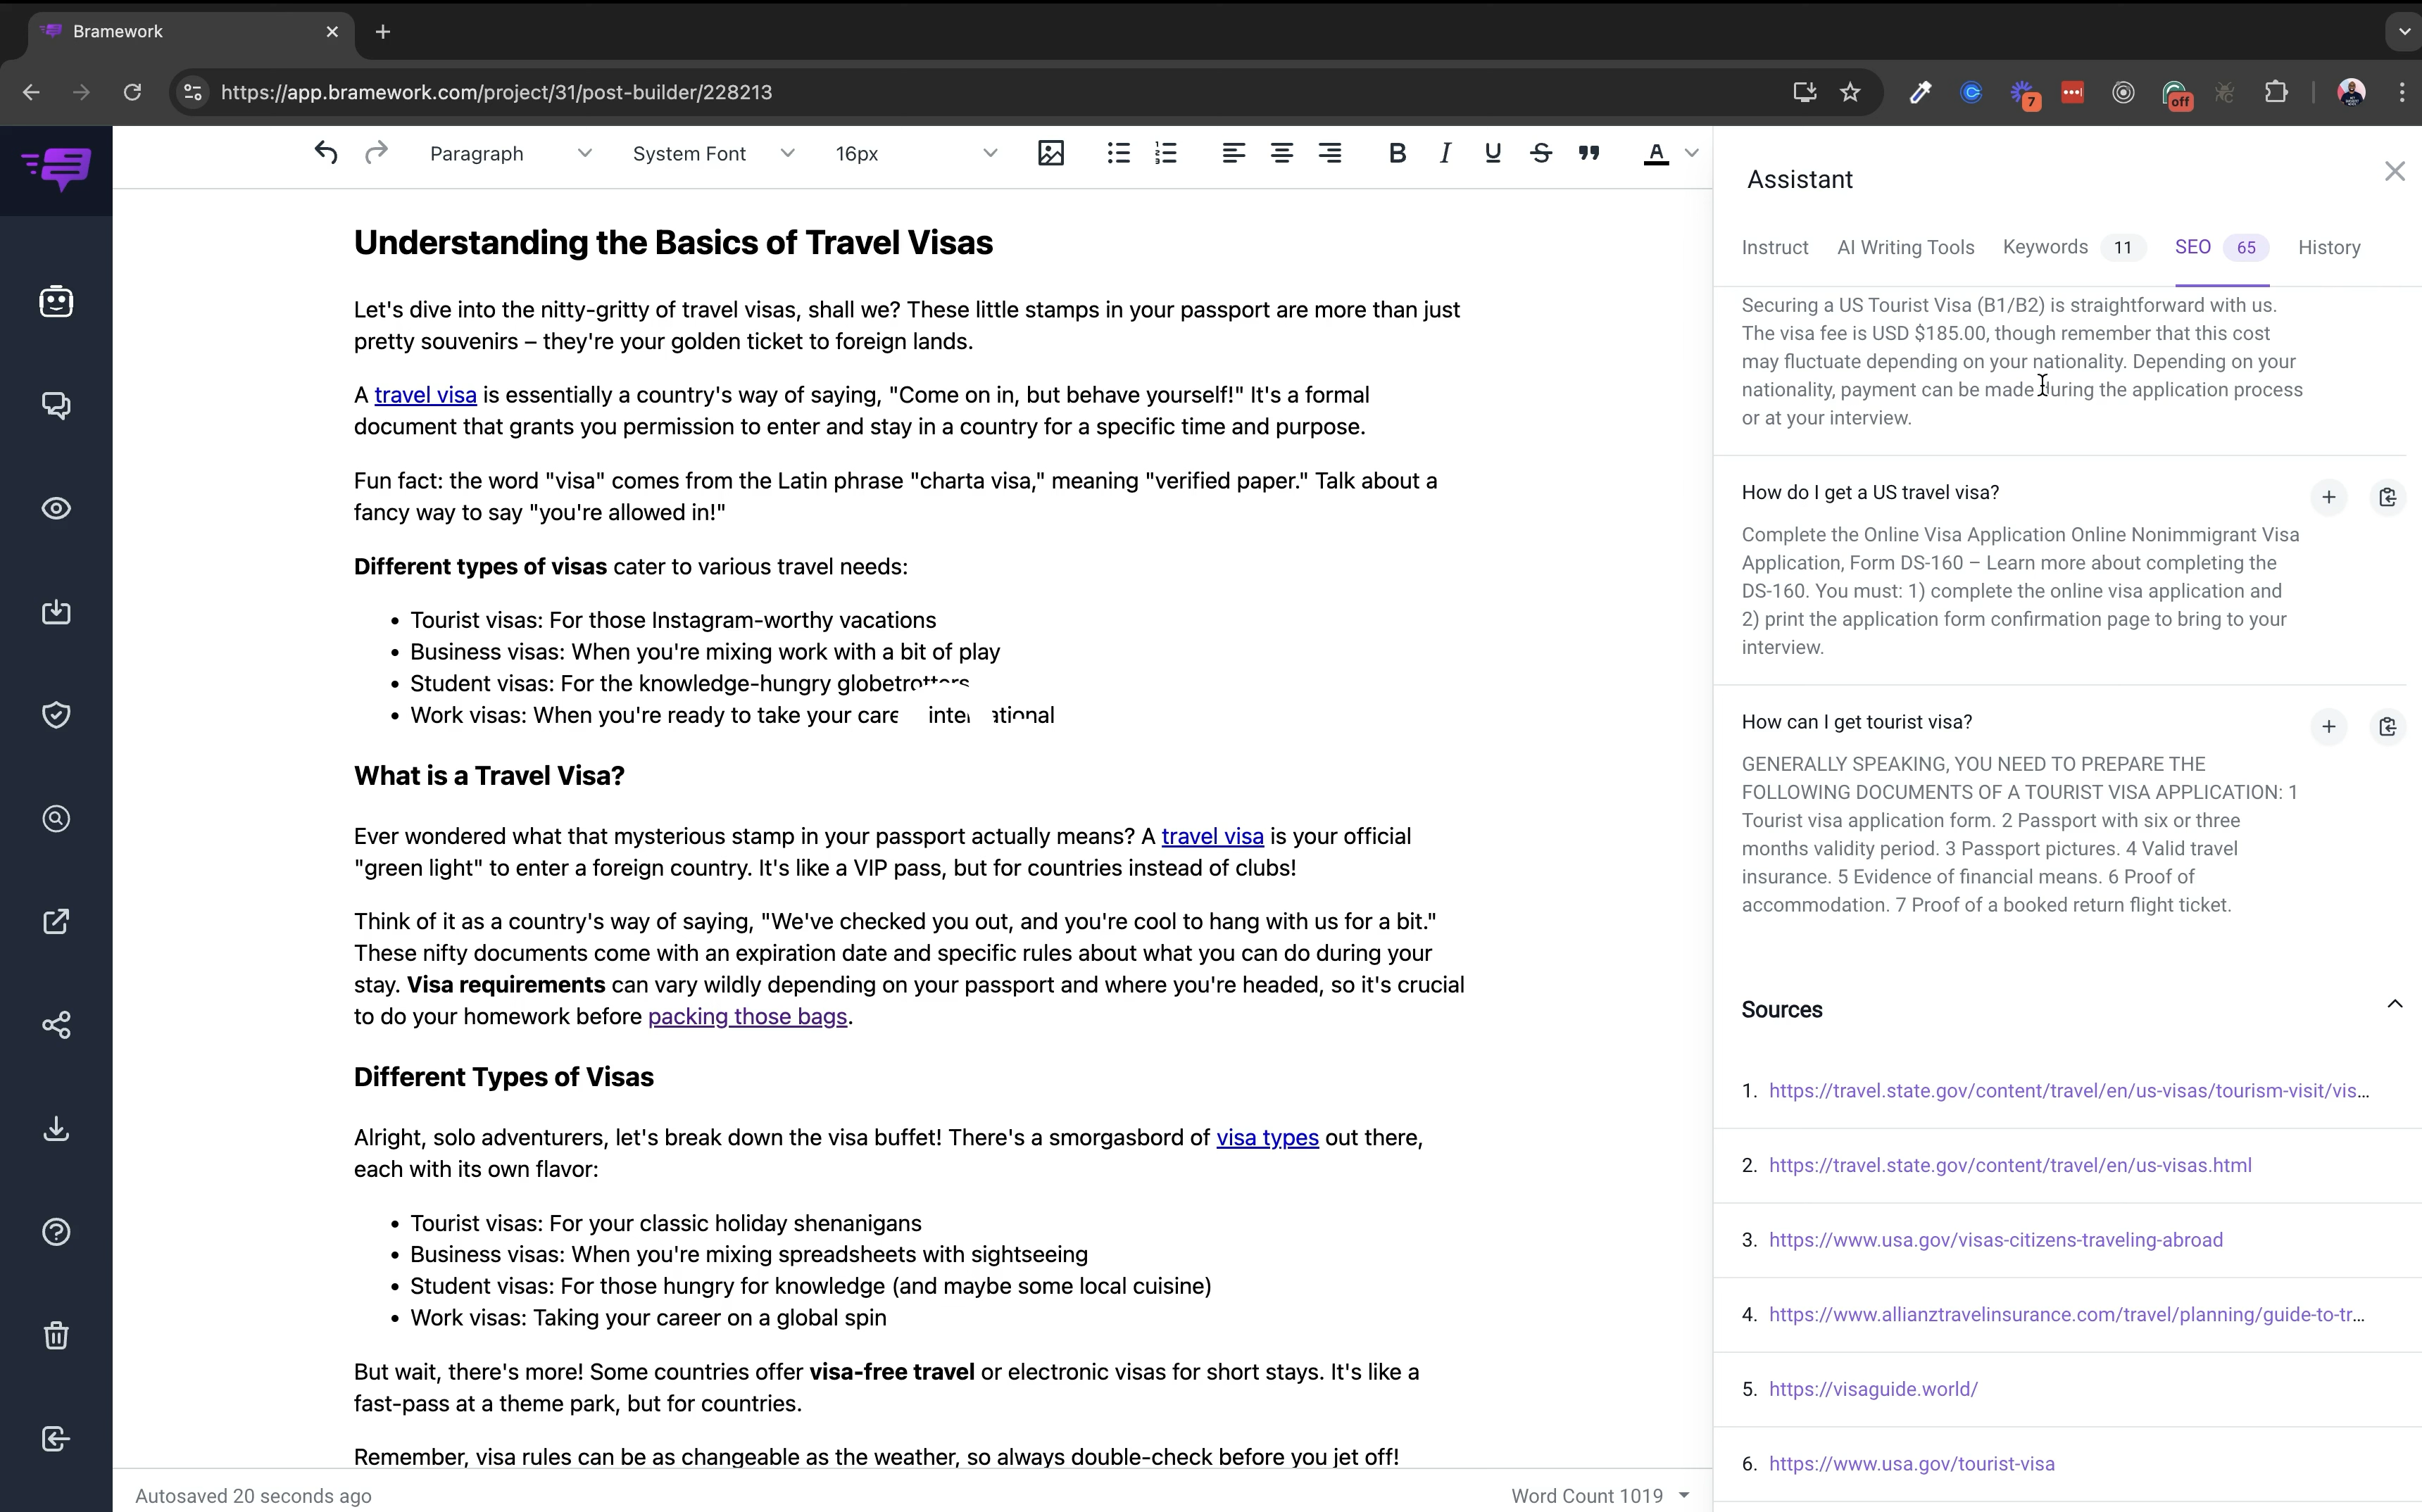 Bramework
https://app.bramework.com/project/31/post-builder/228213
7
off
Paragraph
System Font
16px
B
I
U
S
A
Understanding the Basics of Travel Visas
Let's dive into the nitty-gritty of travel visas, shall we? These little stamps in your passport are more than just
pretty souvenirs – they're your golden ticket to foreign lands.
A travel visa is essentially a country's way of saying, "Come on in, but behave yourself!" It's a formal
document that grants you permission to enter and stay in a country for a specific time and purpose.
Fun fact: the word "visa" comes from the Latin phrase "charta visa," meaning "verified paper." Talk about a
fancy way to say "you're allowed in!"
Different types of visas cater to various travel needs:
• Tourist visas: For those Instagram-worthy vacations
• Business visas: When you're mixing work with a bit of play
• Student visas: For the knowledge-hungry globetrotters
• Work visas: When you're ready to take your international
What is a Travel Visa?
Ever wondered what that mysterious stamp in your passport actually means? A travel visa is your official
"green light" to enter a foreign country. It's like a VIP pass, but for countries instead of clubs!
Think of it as a country's way of saying, "We've checked you out, and you're cool to hang with us for a bit."
These nifty documents come with an expiration date and specific rules about what you can do during your
stay. Visa requirements can vary wildly depending on your passport and where you're headed, so it's crucial
to do your homework before packing those bags.
Different Types of Visas
Alright, solo adventurers, let's break down the visa buffet! There's a smorgasbord of visa types out there,
each with its own flavor:
• Tourist visas: For your classic holiday shenanigans
• Business visas: When you're mixing spreadsheets with sightseeing
• Student visas: For those hungry for knowledge (and maybe some local cuisine)
• Work visas: Taking your career on a global spin
But wait, there's more! Some countries offer visa-free travel or electronic visas for short stays. It's like a
fast-pass at a theme park, but for countries.
Remember, visa rules can be as changeable as the weather, so always double-check before you jet off!
Autosaved 20 seconds ago
Word Count 1019
Assistant
Instruct
AI Writing Tools
Keywords 11
SEO 65
History
Securing a US Tourist Visa (B1/B2) is straightforward with us.
The visa fee is USD $185.00, though remember that this cost
may fluctuate depending on your nationality. Depending on your
nationality, payment can be made during the application process
or at your interview.
How do I get a US travel visa?
Complete the Online Visa Application Online Nonimmigrant Visa
Application, Form DS-160 – Learn more about completing the
DS-160. You must: 1) complete the online visa application and
2) print the application form confirmation page to bring to your
interview.
How can I get tourist visa?
GENERALLY SPEAKING, YOU NEED TO PREPARE THE
FOLLOWING DOCUMENTS OF A TOURIST VISA APPLICATION: 1
Tourist visa application form. 2 Passport with six or three
months validity period. 3 Passport pictures. 4 Valid travel
insurance. 5 Evidence of financial means. 6 Proof of
accommodation. 7 Proof of a booked return flight ticket.
Sources
1. https://travel.state.gov/content/travel/en/us-visas/tourism-visit/vis...
2. https://travel.state.gov/content/travel/en/us-visas.html
3. https://www.usa.gov/visas-citizens-traveling-abroad
4. https://www.allianztravelinsurance.com/travel/planning/guide-to-tr...
5. https://visaguide.world/
6. https://www.usa.gov/tourist-visa